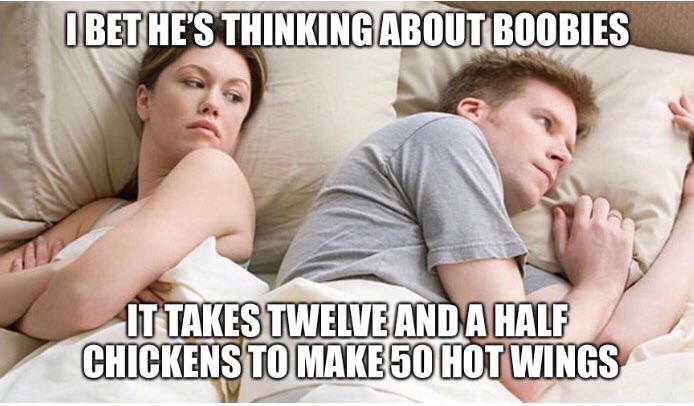 I BET HE'S THINKING ABOUT BOOBIES
IT TAKES TWELVE AND A HALF
CHICKENS TO MAKE 50 HOT WINGS